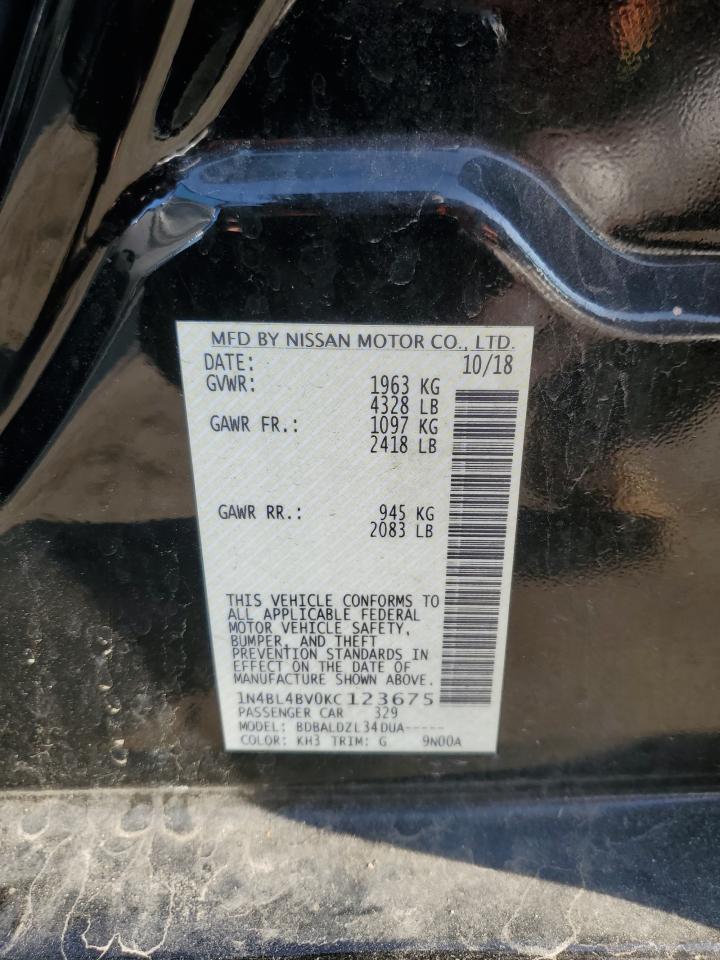 MFD BY NISSAN MOTOR CO., LTD.
DATE: 10/18
GVWR: 1963 KG
4328 LB
GAWR FR.: 1097 KG
2418 LB
GAWR RR.: 945 KG
2083 LB
THIS VEHICLE CONFORMS TO
ALL APPLICABLE FEDERAL
MOTOR VEHICLE SAFETY,
BUMPER, AND THEFT
PREVENTION STANDARDS IN
EFFECT ON THE DATE OF
MANUFACTURE SHOWN ABOVE.
1N4BL4BV0KC123675
PASSENGER CAR 329
MODEL: BDBALDZL34DUA-----
COLOR: KH3 TRIM: G 9N00A